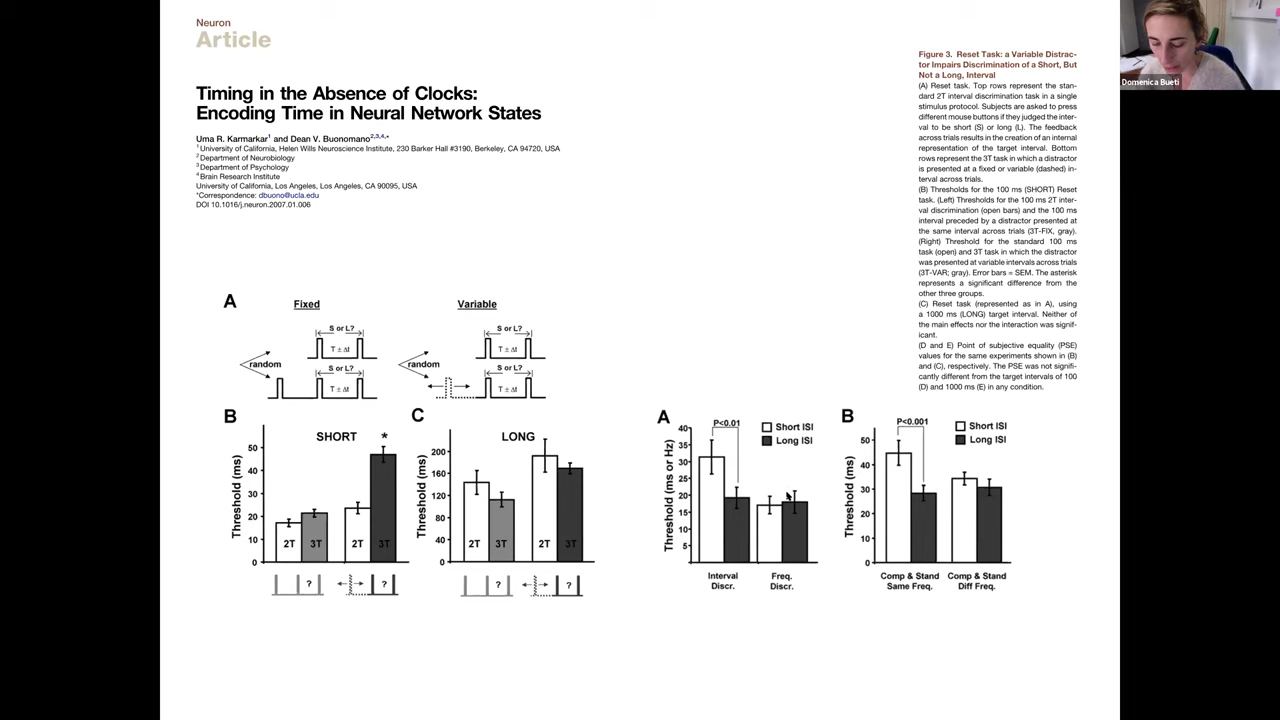 Neuron
Article
Timing in the Absence of Clocks:
Encoding Time in Neural Network States
Uma R. Karmarkar1 and Dean V. Buonomano2,3,4,*
1University of California, Helen Wills Neuroscience Institute, 230 Barker Hall #3190, Berkeley, CA 94720, USA
2Department of Neurobiology
3Department of Psychology
4Brain Research Institute
University of California, Los Angeles, Los Angeles, CA 90095, USA
*Correspondence: dbuono@ucla.edu
DOI 10.1016/j.neuron.2007.01.006
Figure 3. Reset Task: a Variable Distrac-
tor Impairs Discrimination of a Short, But
Not a Long, Interval
(A) Reset task. Top rows represent the stan-
dard 2T interval discrimination task in a single
stimulus protocol. Subjects are asked to press
different mouse buttons if they judged the inter-
val to be short (S) or long (L). The feedback
across trials results in the creation of an internal
representation of the target interval. Bottom
rows represent the 3T task in which a distractor
is presented at a fixed or variable (dashed) in-
terval across trials.
(B) Thresholds for the 100 ms (SHORT) Reset
task. (Left) Thresholds for the 100 ms 2T inter-
val discrimination (open bars) and the 100 ms
interval preceded by a distractor presented at
the same interval across trials (3T-FIX, gray).
(Right) Threshold for the standard 100 ms
task (open) and 3T task in which the distractor
was presented at variable intervals across trials
(3T-VAR; gray). Error bars = SEM. The asterisk
represents a significant difference from the
other three groups.
(C) Reset task (represented as in A), using
a 1000 ms (LONG) target interval. Neither of
the main effects nor the interaction was signif-
icant.
(D and E) Point of subjective equality (PSE)
values for the same experiments shown in (B)
and (C), respectively. The PSE was not signifi-
cantly different from the target intervals of 100
(D) and 1000 ms (E) in any condition.
Domenica Bueti
A
Fixed
Variable
S or L?
T ± Δt
random
S or L?
T ± Δt
S or L?
T ± Δt
random
S or L?
T ± Δt
B
SHORT
*
Threshold (ms)
50
40
30
20
10
0
2T
3T
2T
3T
?
?
C
LONG
Threshold (ms)
200
160
120
80
40
0
2T
3T
2T
3T
?
?
A
P<0.01
Short ISI
Long ISI
Threshold (ms or Hz)
40
35
30
25
20
15
10
5
Interval
Discr.
Freq.
Discr.
B
P<0.001
Short ISI
Long ISI
Threshold (ms)
50
40
30
20
10
0
Comp & Stand
Same Freq.
Comp & Stand
Diff Freq.